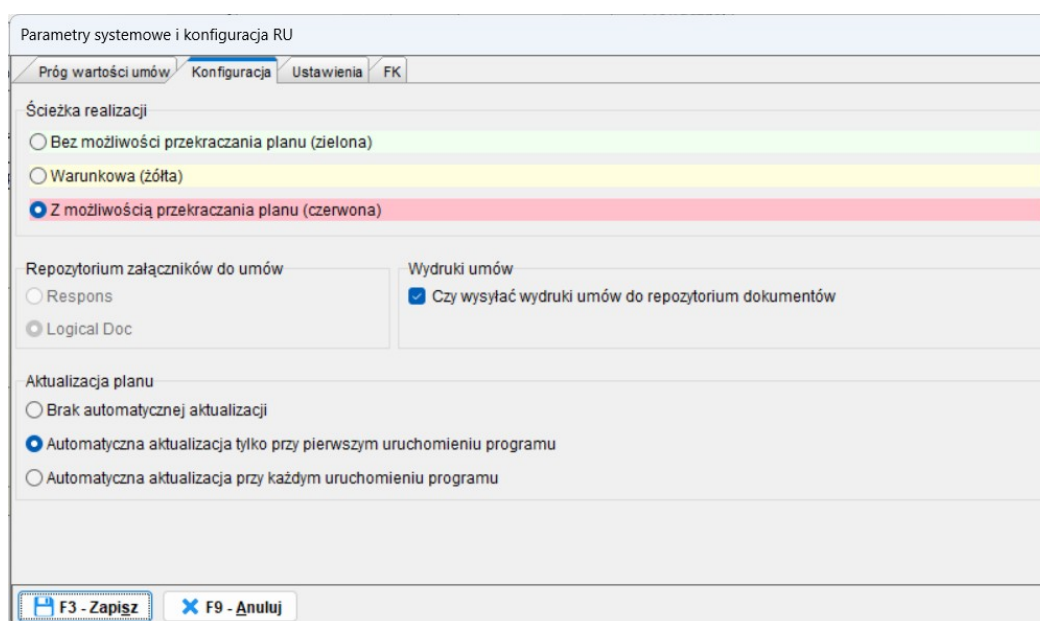 Parametry systemowe i konfiguracja RU
Próg wartości umów Konfiguracja Ustawienia FK
Ścieżka realizacji
Bez możliwości przekraczania planu (zielona)
Warunkowa (żółta)
Z możliwością przekraczania planu (czerwona)
Repozytorium załączników do umów
Respons
Logical Doc
Wydruki umów
Czy wysyłać wydruki umów do repozytorium dokumentów
Aktualizacja planu
Brak automatycznej aktualizacji
Automatyczna aktualizacja tylko przy pierwszym uruchomieniu programu
Automatyczna aktualizacja przy każdym uruchomieniu programu
F3 - Zapisz F9 - Anuluj